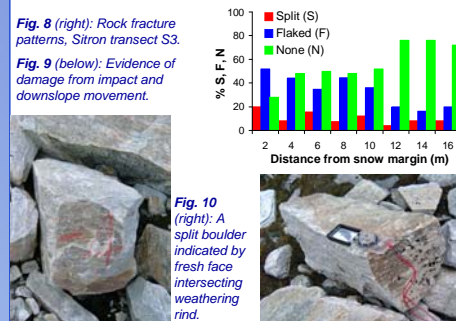 Fig. 8 (right): Rock fracture
patterns, Sitron transect S3.
Fig. 9 (below): Evidence of
damage from impact and
downslope movement.
% S, F, N
100
80
60
40
20
0
Split (S)
Flaked (F)
None (N)
2 4 6 8 10 12 14 16
Distance from snow margin (m)
Fig. 10
(right): A
split boulder
indicated by
fresh face
intersecting
weathering
rind.